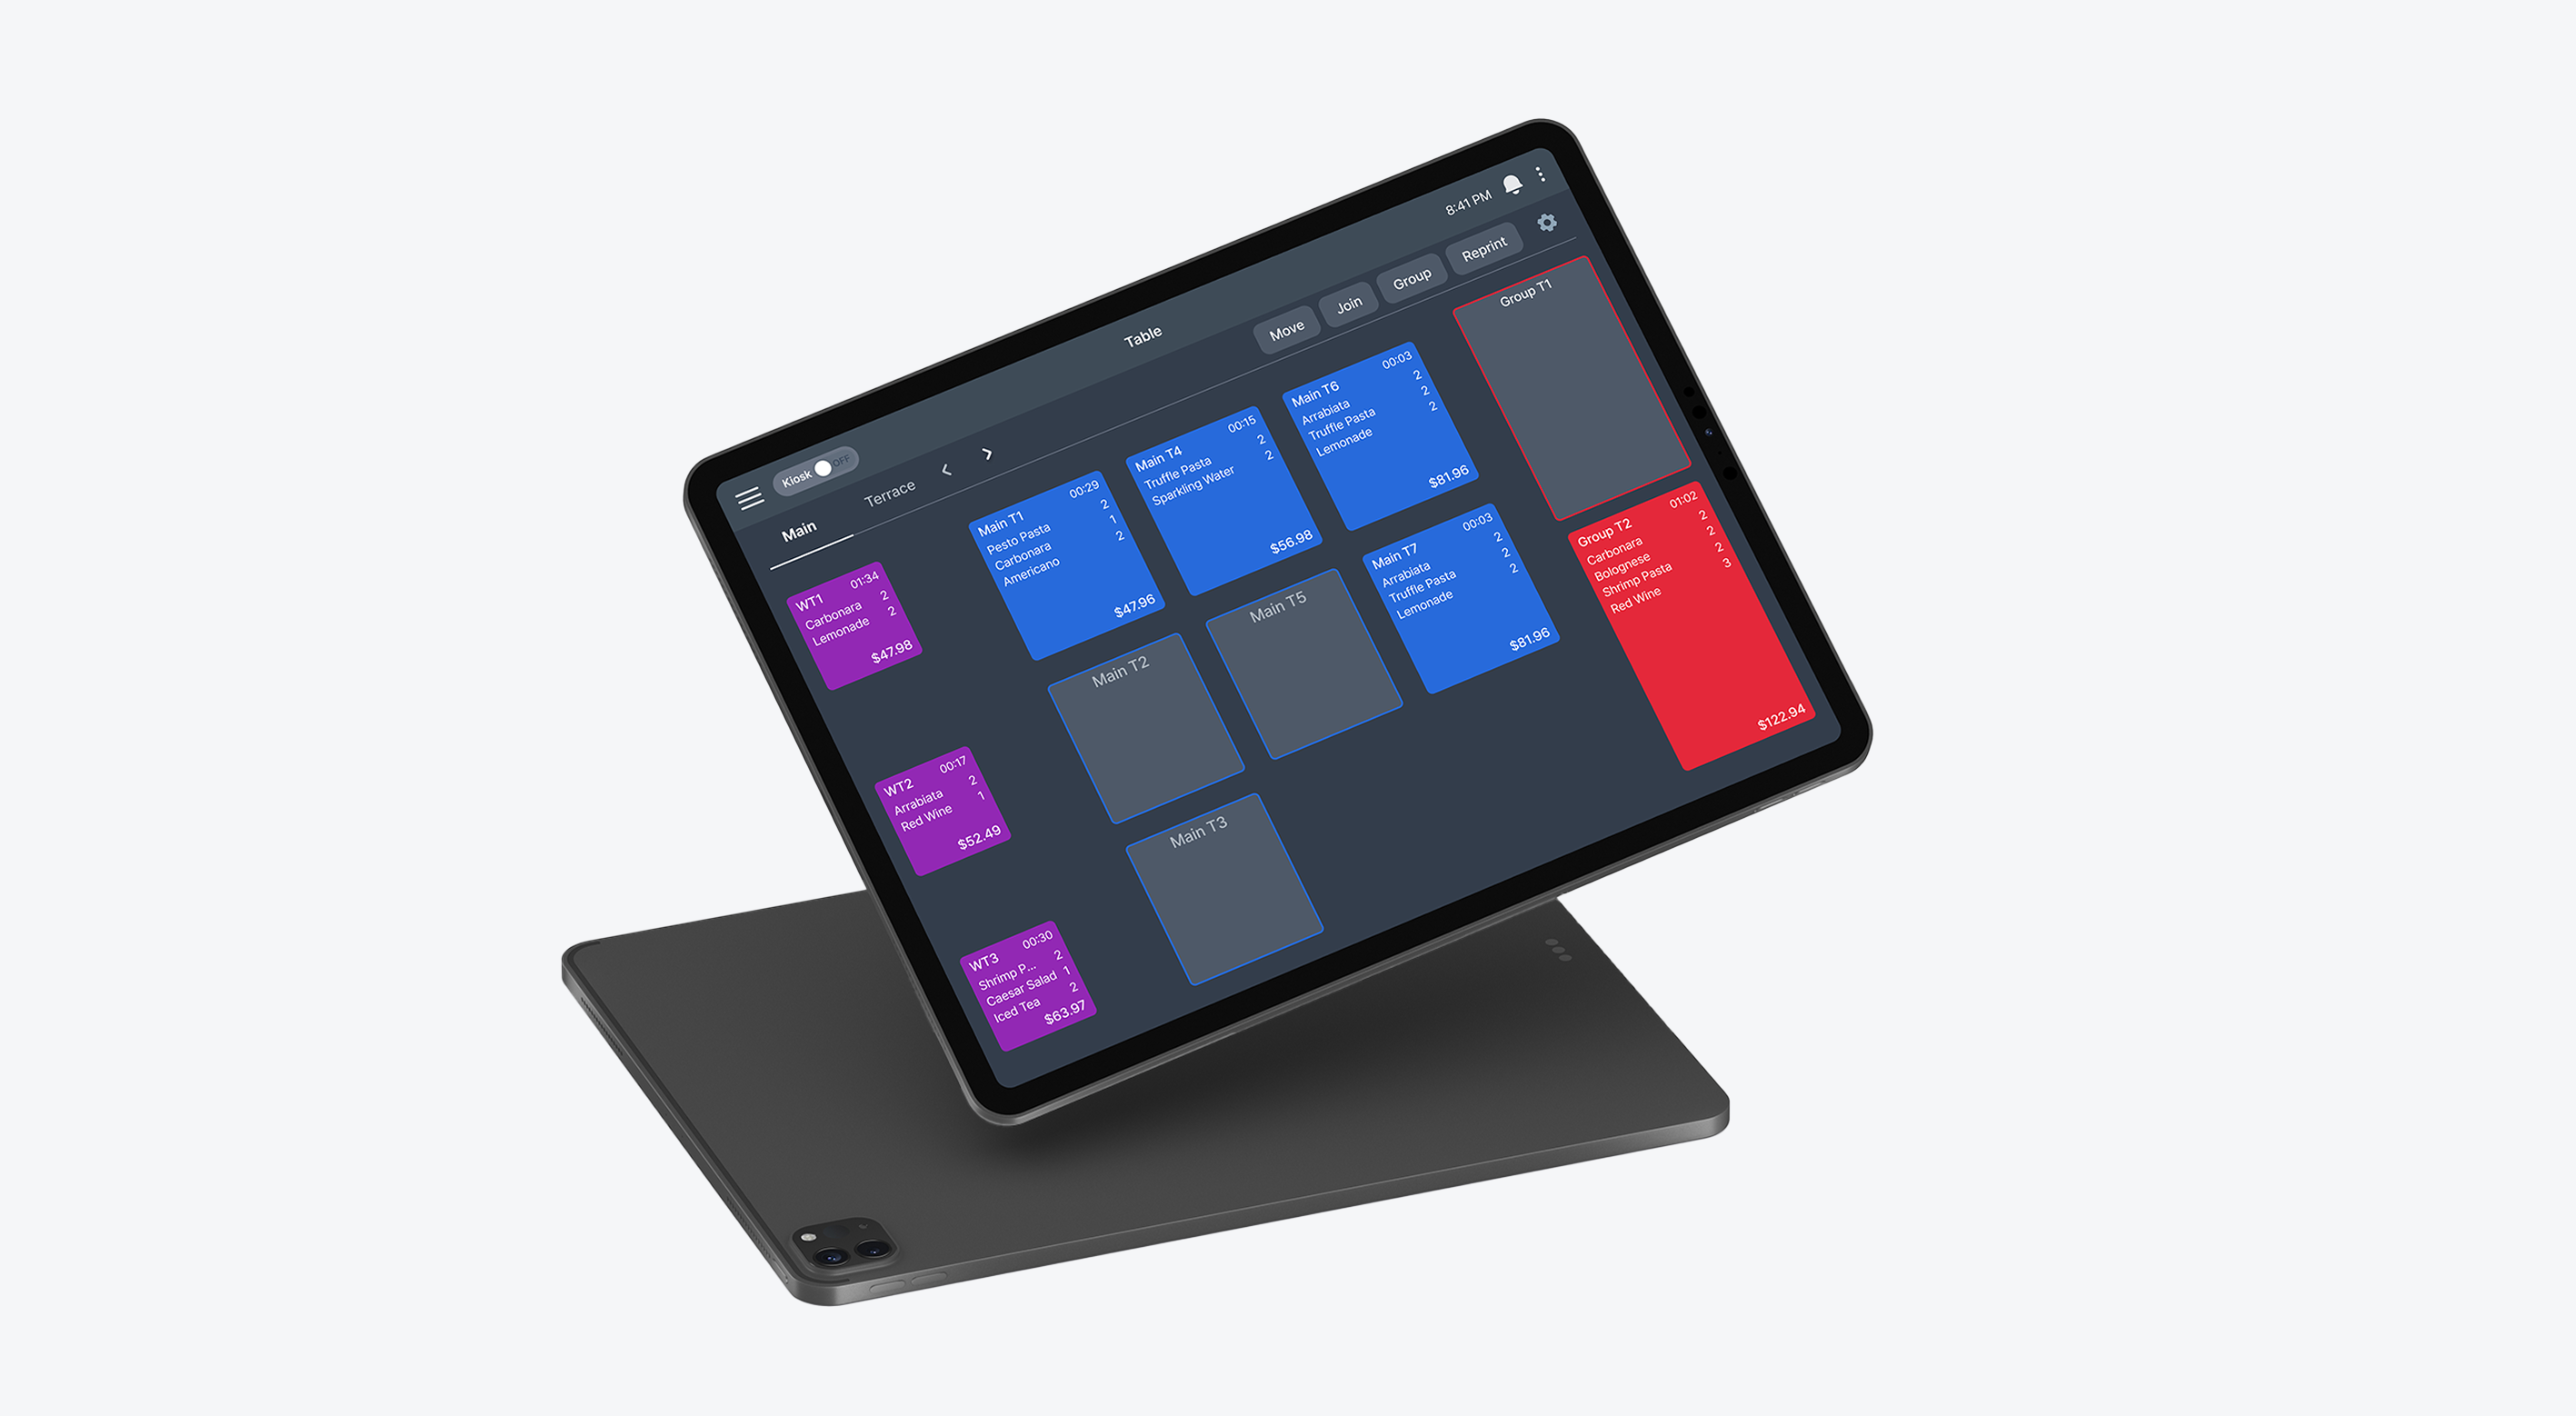 8:41 PM
Kiosk OFF
Table
Main
Terrace
Move
Join
Group
Reprint
WT1 01:34
Carbonara 2
Lemonade 2
$47.98
WT2 00:17
Arrabiata 2
Red Wine 1
$52.49
WT3 00:30
Shrimp P... 2
Caesar Salad 1
Iced Tea 2
$63.97
Main T1 00:29
Pesto Pasta 2
Carbonara 1
Americano 2
$47.96
Main T2
Main T3
Main T4 00:15
Truffle Pasta 2
Sparkling Water 2
$56.98
Main T5
Main T6 00:03
Arrabiata 2
Truffle Pasta 2
Lemonade 2
$81.96
Main T7 00:03
Arrabiata 2
Truffle Pasta 2
Lemonade 2
$81.96
Group T1
Group T2 01:02
Carbonara 2
Bolognese 2
Shrimp Pasta 2
Red Wine 3
$122.94